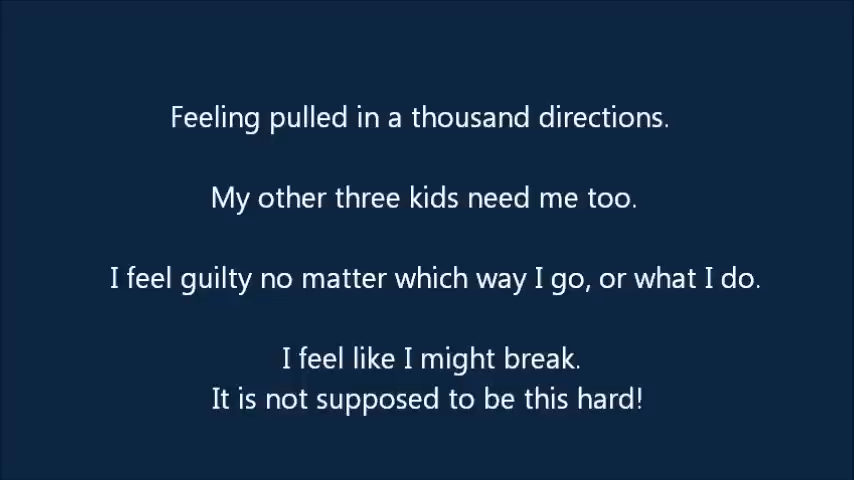 Feeling pulled in a thousand directions.
My other three kids need me too.
I feel guilty no matter which way I go, or what I do.
I feel like I might break.
It is not supposed to be this hard!